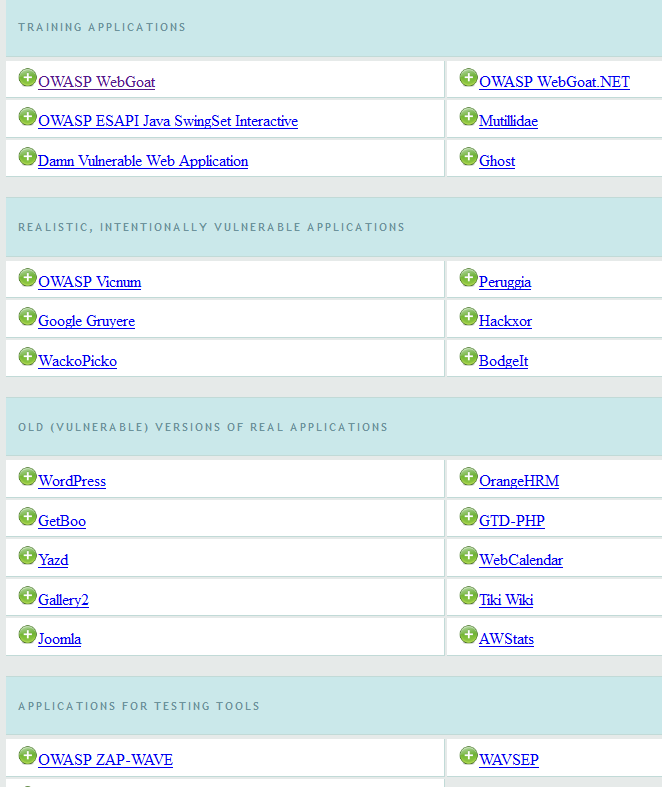 TRAINING APPLICATIONS
OWASP WebGoat OWASP WebGoat.NET
OWASP ESAPI Java SwingSet Interactive Mutillidae
Damn Vulnerable Web Application Ghost
REALISTIC, INTENTIONALLY VULNERABLE APPLICATIONS
OWASP Vicnum Peruggia
Google Gruyere Hackxor
WackoPicko BodgeIt
OLD (VULNERABLE) VERSIONS OF REAL APPLICATIONS
WordPress OrangeHRM
GetBoo GTD-PHP
Yazd WebCalendar
Gallery2 Tiki Wiki
Joomla AWStats
APPLICATIONS FOR TESTING TOOLS
OWASP ZAP-WAVE WAVSEP